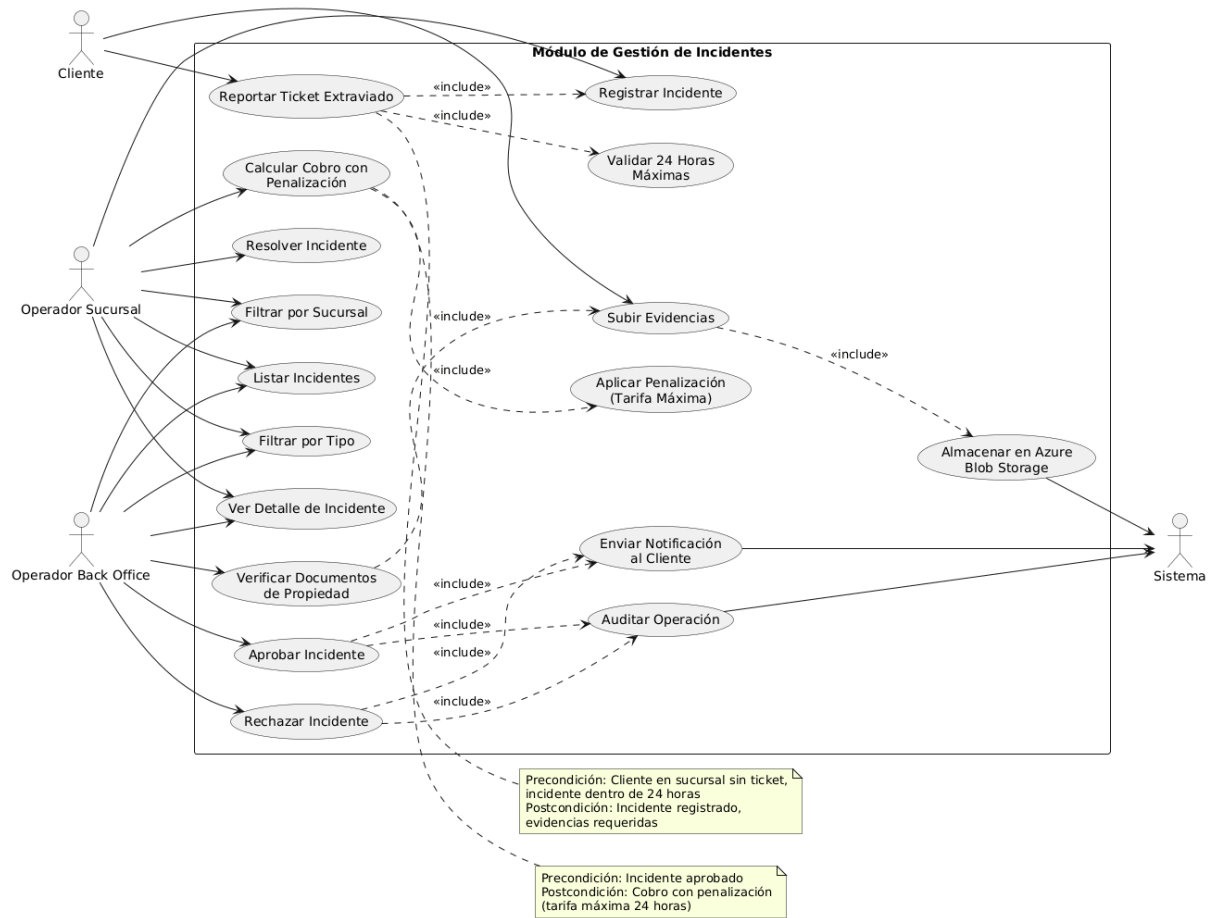 Módulo de Gestión de Incidentes
Cliente
Reportar Ticket Extraviado
«include»
Registrar Incidente
«include»
Calcular Cobro con
Penalización
Validar 24 Horas
Máximas
Resolver Incidente
Operador Sucursal
Filtrar por Sucursal
«include»
Subir Evidencias
«include»
Listar Incidentes
«include»
Aplicar Penalización
(Tarifa Máxima)
Filtrar por Tipo
Almacenar en Azure
Blob Storage
Ver Detalle de Incidente
Operador Back Office
Enviar Notificación
al Cliente
Sistema
Verificar Documentos
de Propiedad
«include»
Auditar Operación
«include»
Aprobar Incidente
«include»
«include»
Rechazar Incidente
Precondición: Cliente en sucursal sin ticket,
incidente dentro de 24 horas
Postcondición: Incidente registrado,
evidencias requeridas
Precondición: Incidente aprobado
Postcondición: Cobro con penalización
(tarifa máxima 24 horas)